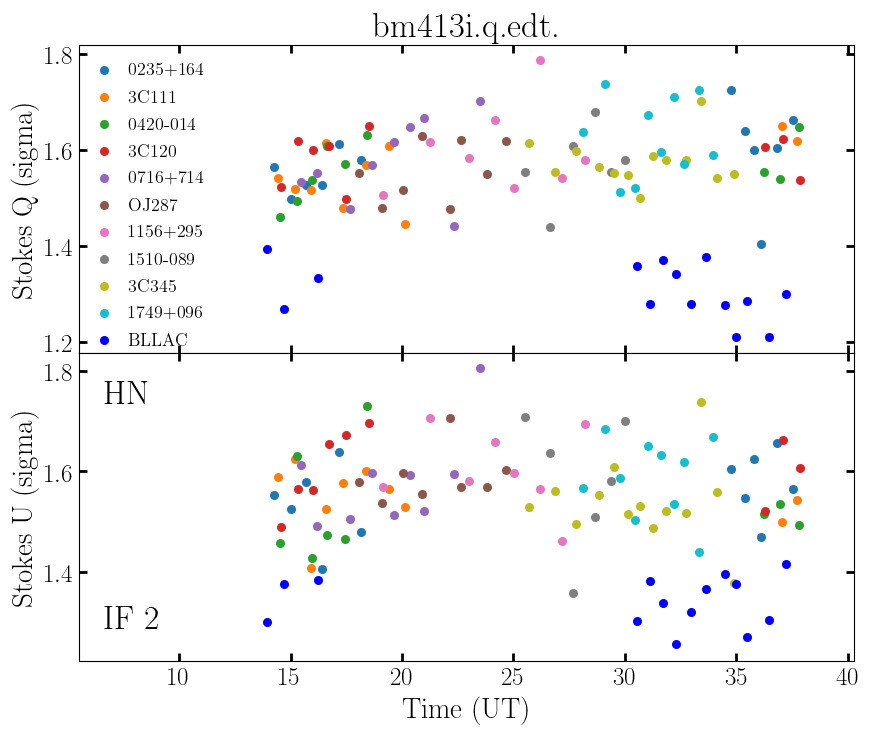 bm413i.q.edt.
Stokes Q (sigma)
1.8
1.6
1.4
1.2
0235+164
3C111
0420-014
3C120
0716+714
OJ287
1156+295
1510-089
3C345
1749+096
BLLAC
Stokes U (sigma)
1.8
1.6
1.4
HN
IF 2
10 15 20 25 30 35 40
Time (UT)